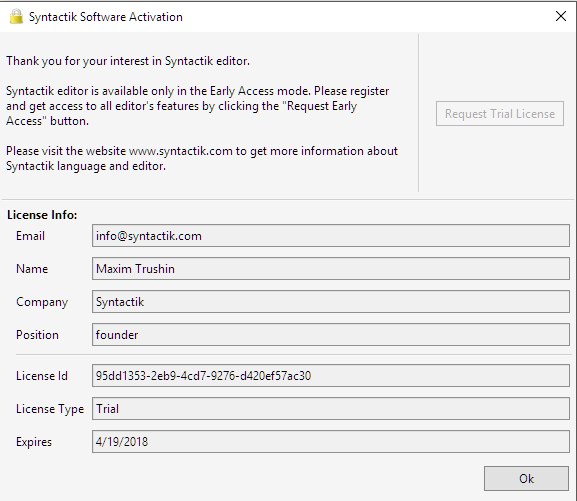 Syntactik Software Activation
Thank you for your interest in Syntactik editor.
Syntactik editor is available only in the Early Access mode. Please register
and get access to all editor's features by clicking the "Request Early
Access" button.
Please visit the website www.syntactik.com to get more information about
Syntactik language and editor.
Request Trial License
License Info:
Email info@syntactik.com
Name Maxim Trushin
Company Syntactik
Position founder
License Id 95dd1353-2eb9-4cd7-9276-d420ef57ac30
License Type Trial
Expires 4/19/2018
Ok